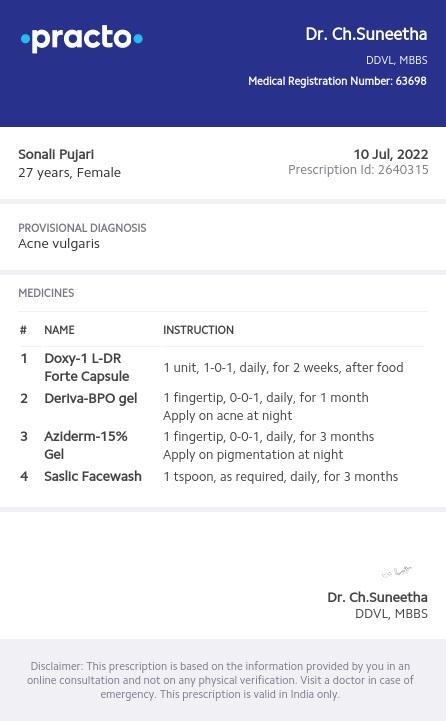 practo
Dr. Ch.Suneetha
DDVL, MBBS
Medical Registration Number: 63698
Sonali Pujari
10 Jul, 2022
27 years, Female
Prescription Id: 2640315
PROVISIONAL DIAGNOSIS
Acne vulgaris
MEDICINES
# NAME INSTRUCTION
1 Doxy-1 L-DR Forte Capsule 1 unit, 1-0-1, daily, for 2 weeks, after food
2 Deriva-BPO gel 1 fingertip, 0-0-1, daily, for 1 month
Apply on acne at night
3 Aziderm-15% Gel 1 fingertip, 0-0-1, daily, for 3 months
Apply on pigmentation at night
4 Saslic Facewash 1 tspoon, as required, daily, for 3 months
Dr. Ch.Suneetha
DDVL, MBBS
Disclaimer: This prescription is based on the information provided by you in an
online consultation and not on any physical verification. Visit a doctor in case of
emergency. This prescription is valid in India only.